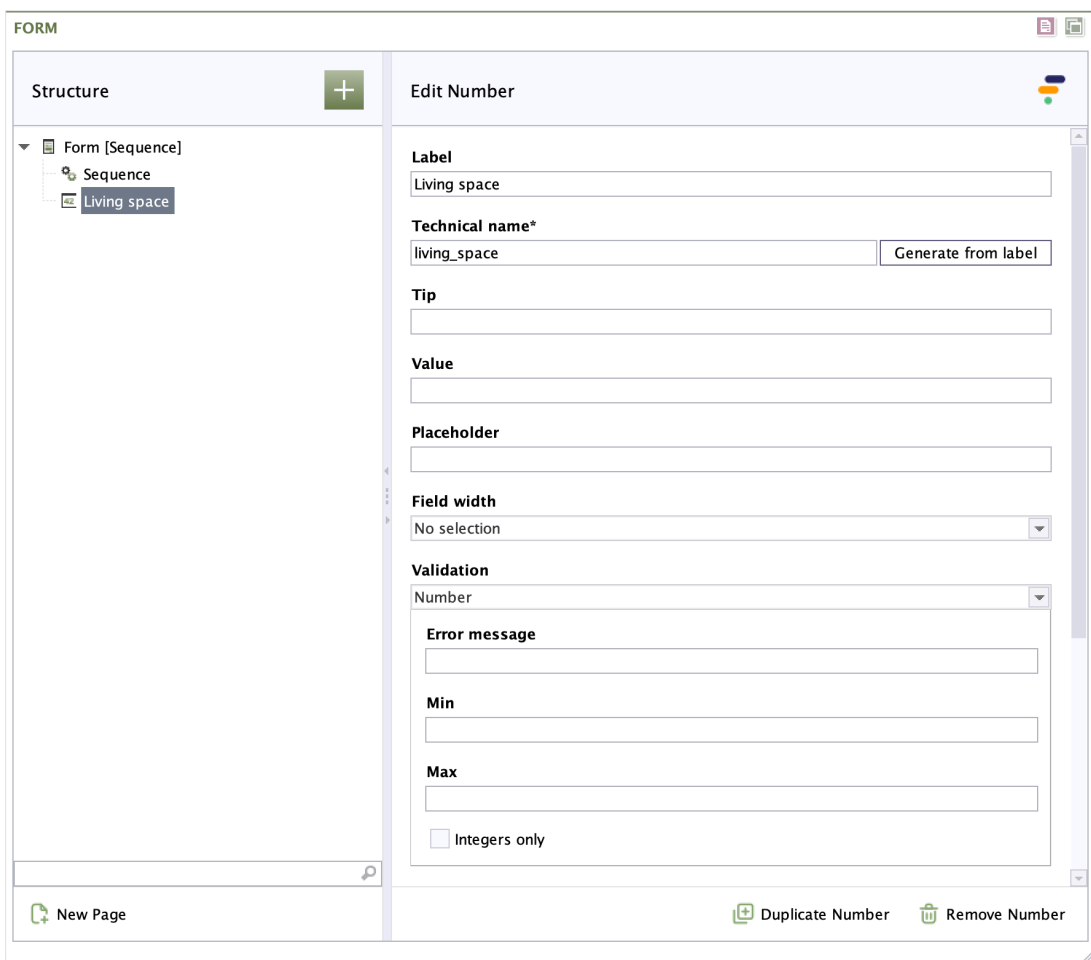 FORM
Structure
Edit Number
Form [Sequence]
Sequence
42 Living space
Label
Living space
Technical name*
living_space Generate from label
Tip
Value
Placeholder
Field width
No selection
Validation
Number
Error message
Min
Max
Integers only
New Page
Duplicate Number Remove Number